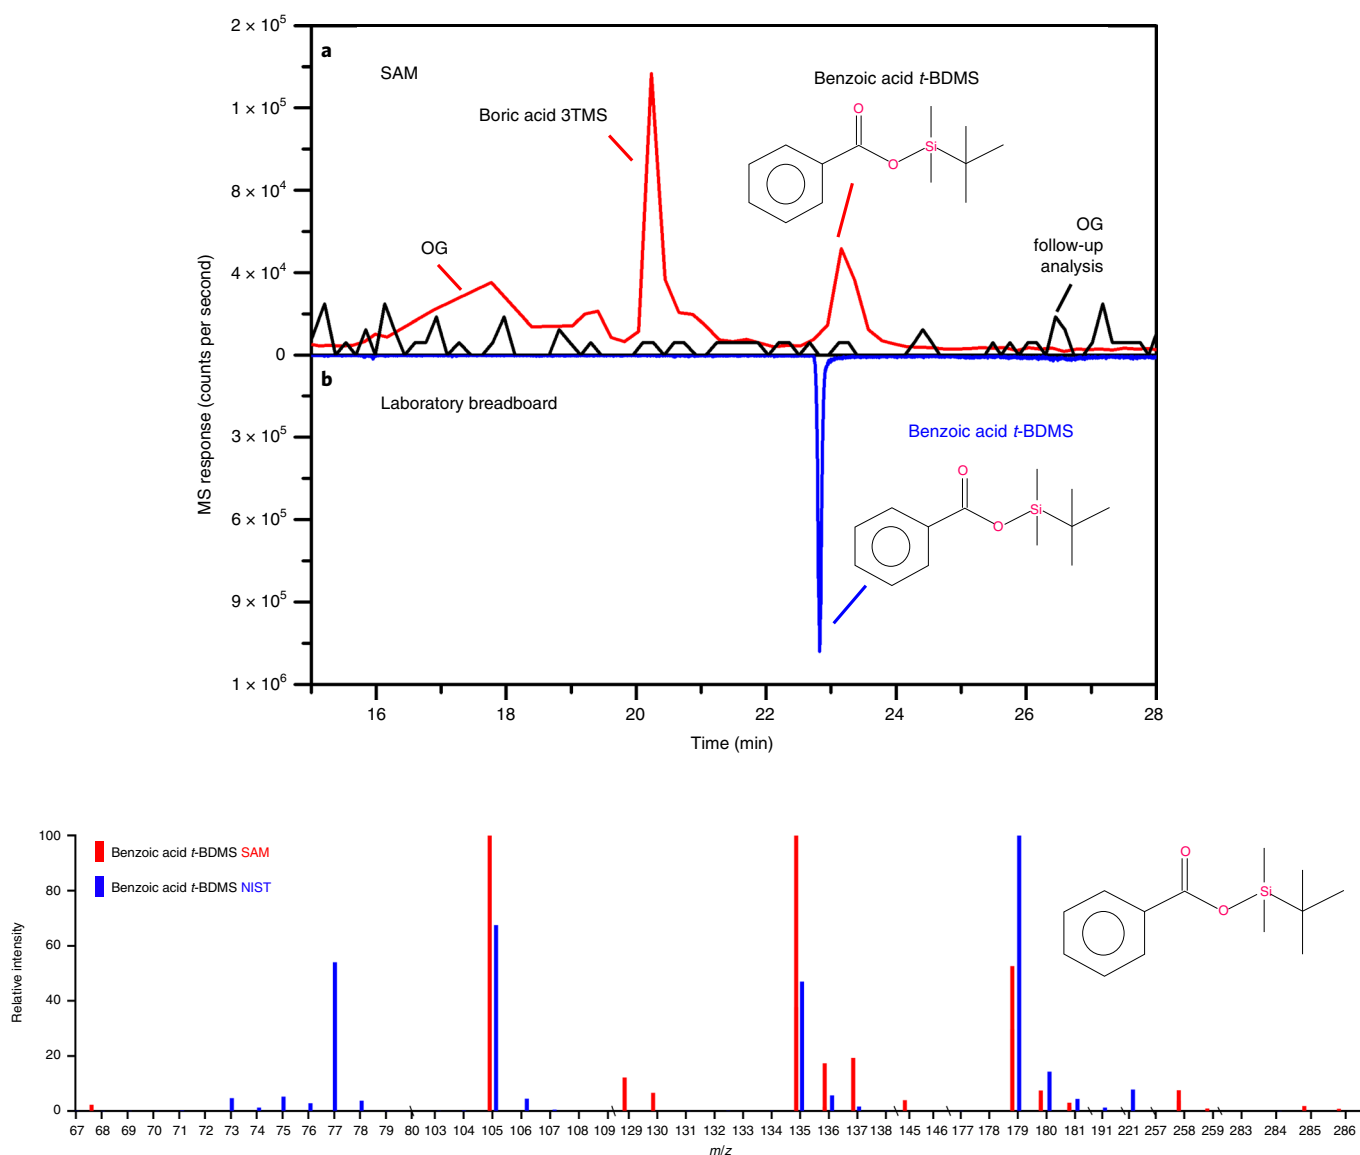 2 × 10⁵
a
SAM
Benzoic acid t-BDMS
O
Si
O
1 × 10⁵
Boric acid 3TMS
8 × 10⁴
OG
OG
follow-up
analysis
4 × 10⁴
0
MS response (counts per second)
b
Laboratory breadboard
3 × 10⁵
Benzoic acid t-BDMS
O
Si
O
6 × 10⁵
9 × 10⁵
1 × 10⁶
16 18 20 22 24 26 28
Time (min)
100
80
60
40
20
0
Relative intensity
Benzoic acid t-BDMS SAM
Benzoic acid t-BDMS NIST
O
Si
O
67 68 69 70 71 72 73 74 75 76 77 78 80 103 104 105 106 107 108 109 129 130 131 132 133 134 135 136 137 138 145 146 177 178 179 180 181 191 221 257 258 259 283 284 285 286
m/z